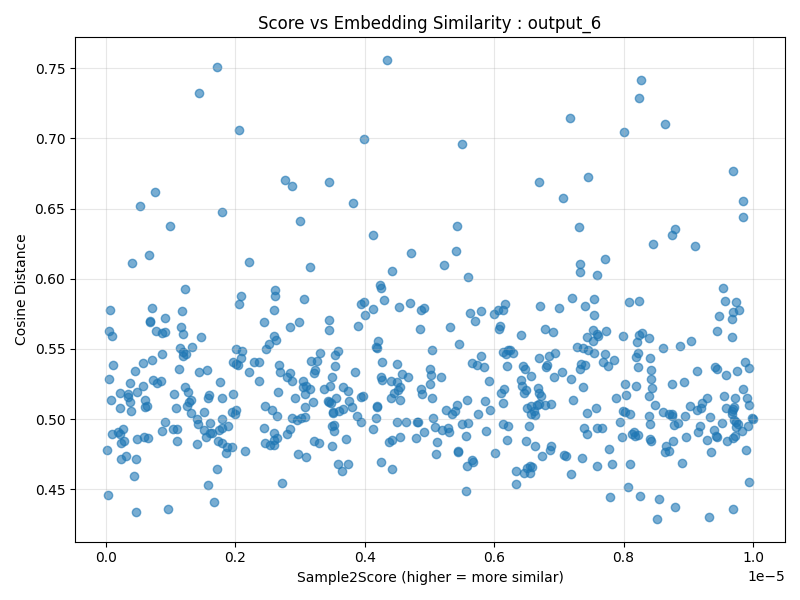 Score vs Embedding Similarity : output_6
Cosine Distance
0.75
0.70
0.65
0.60
0.55
0.50
0.45
0.0 0.2 0.4 0.6 0.8 1.0
1e−5
Sample2Score (higher = more similar)